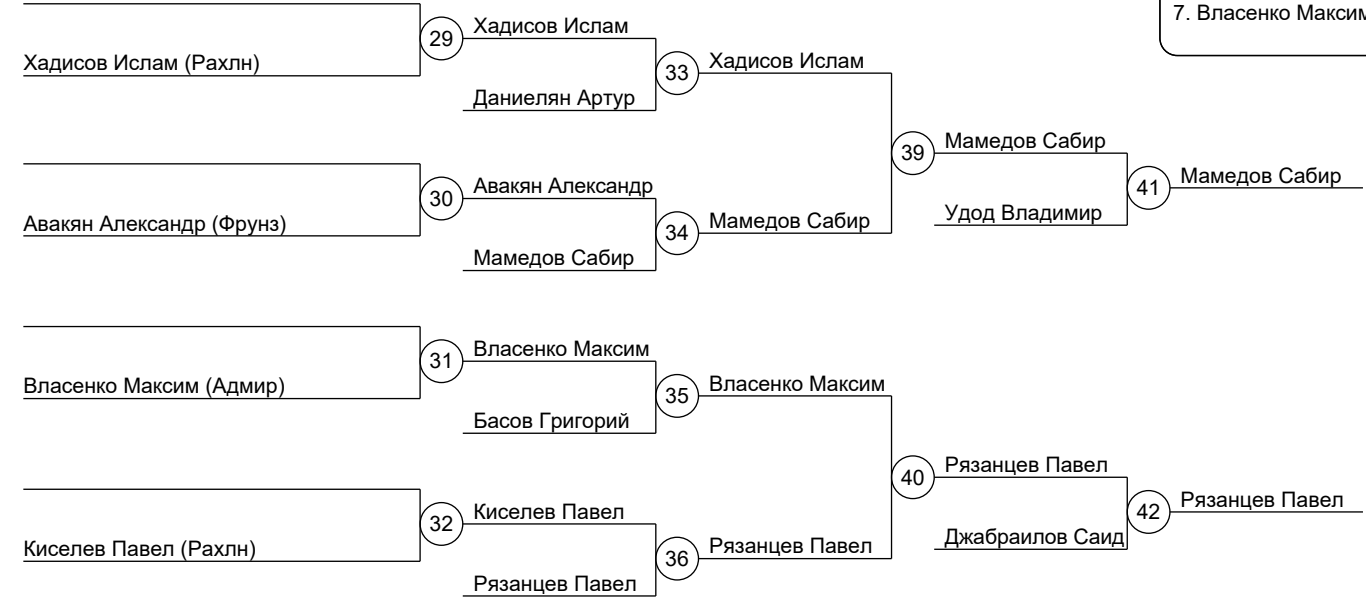 7. Власенко Максим
Хадисов Ислам
29
Хадисов Ислам (Рахлн)
Хадисов Ислам
33
Даниелян Артур
Мамедов Сабир
39
Мамедов Сабир
41
Авакян Александр
30
Удод Владимир
Авакян Александр (Фрунз)
Мамедов Сабир
34
Мамедов Сабир
Власенко Максим
31
Власенко Максим (Адмир)
Власенко Максим
35
Басов Григорий
Рязанцев Павел
40
Рязанцев Павел
42
Киселев Павел
32
Джабраилов Саид
Киселев Павел (Рахлн)
Рязанцев Павел
36
Рязанцев Павел